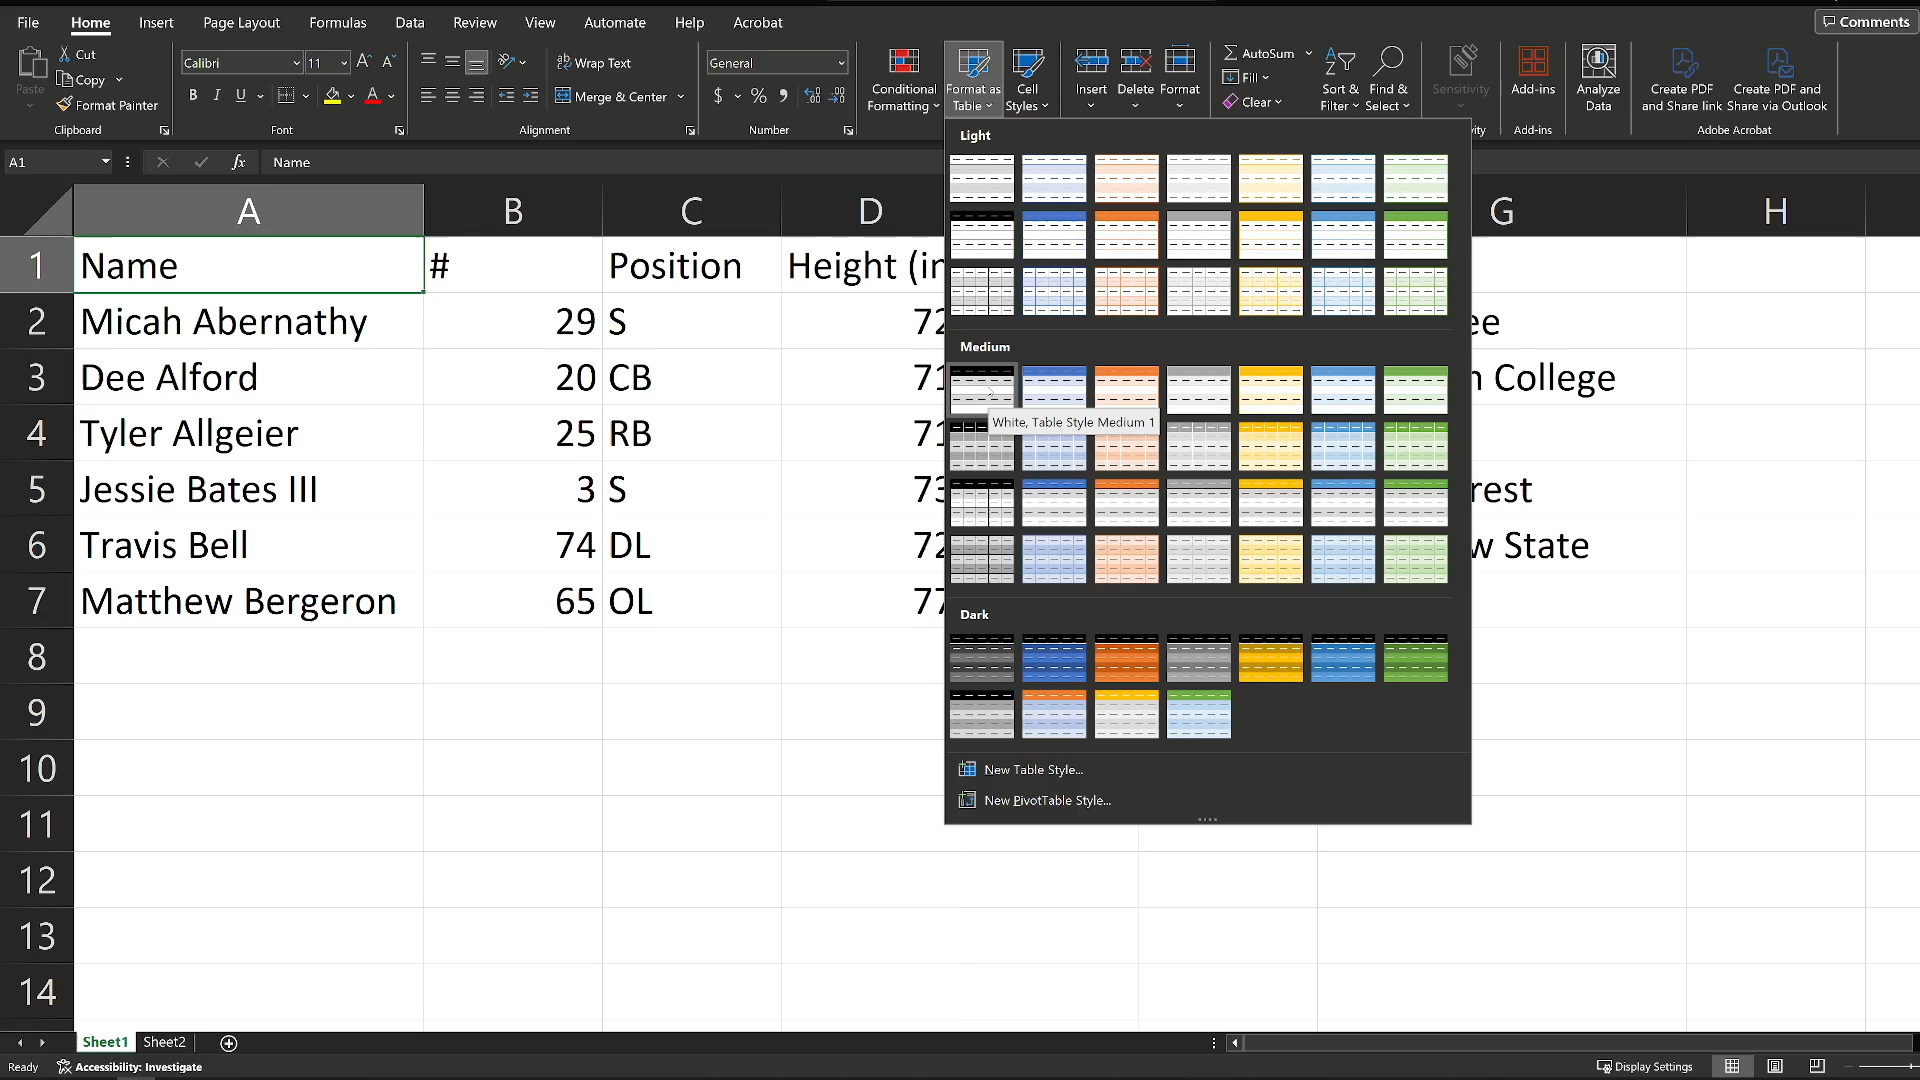 File Home Insert Page Layout Formulas Data Review View Automate Help Acrobat Comments
Paste Cut Copy Format Painter Clipboard
Calibri 11 B I U A Font
Wrap Text Merge & Center Alignment
General $ % Number
Conditional Formatting Format as Table Cell Styles
Insert Delete Format
AutoSum Fill Clear Sort & Filter Find & Select
Sensitivity
Add-ins Add-ins
Analyze Data
Create PDF and Share link Create PDF and Share via Outlook Adobe Acrobat
A1 fx Name
A B C D G H
1 Name # Position Height (in
2 Micah Abernathy 29 S 72 ee
3 Dee Alford 20 CB 71 n College
4 Tyler Allgeier 25 RB 71
5 Jessie Bates III 3 S 73 rest
6 Travis Bell 74 DL 72 w State
7 Matthew Bergeron 65 OL 77
8
9
10
11
12
13
14
Light
Medium
White, Table Style Medium 1
Dark
New Table Style...
New PivotTable Style...
Sheet1 Sheet2
Ready Accessibility: Investigate Display Settings